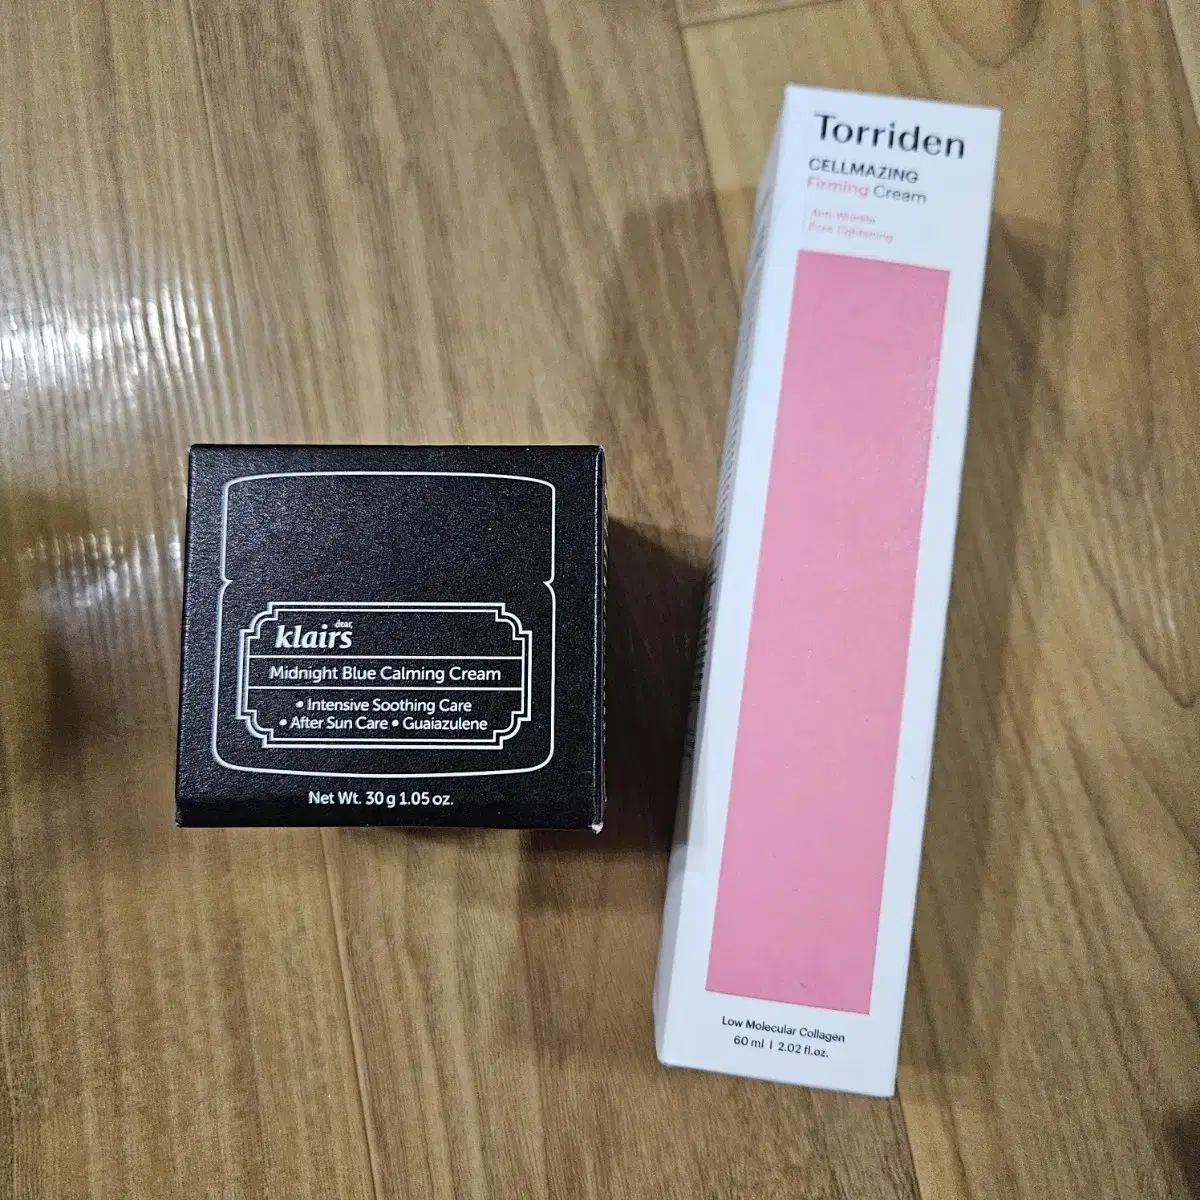 dear,
klairs
Midnight Blue Calming Cream
• Intensive Soothing Care
• After Sun Care • Guaiazulene
Net Wt. 30 g 1.05 oz.
Torriden
CELLMAZING
Firming Cream
Anti-Wrinkle
Pore Tightening
Low Molecular Collagen
60 ml | 2.02 fl.oz.